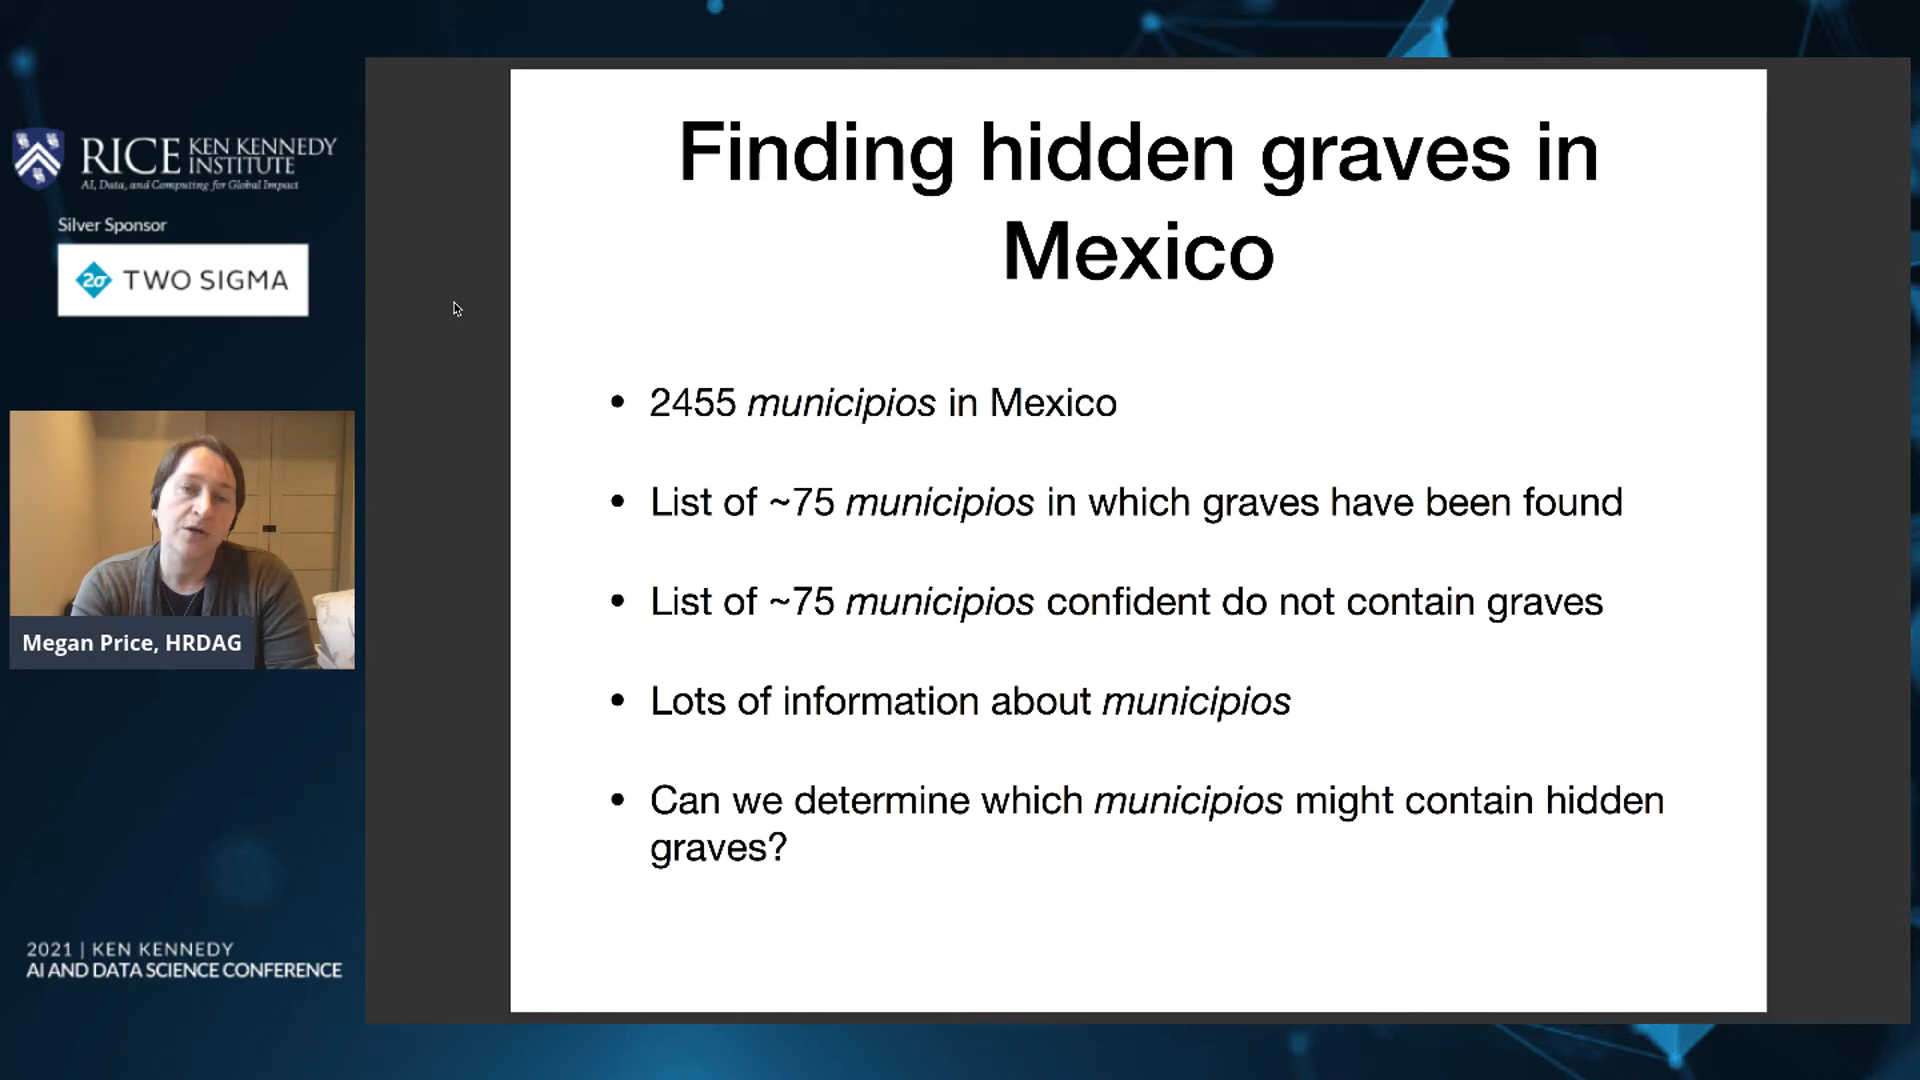 RICE KEN KENNEDY
INSTITUTE
AI, Data, and Computing for Global Impact
Silver Sponsor
2σ TWO SIGMA
Megan Price, HRDAG
2021 | KEN KENNEDY
AI AND DATA SCIENCE CONFERENCE
Finding hidden graves in
Mexico
• 2455 municipios in Mexico
• List of ~75 municipios in which graves have been found
• List of ~75 municipios confident do not contain graves
• Lots of information about municipios
• Can we determine which municipios might contain hidden
graves?